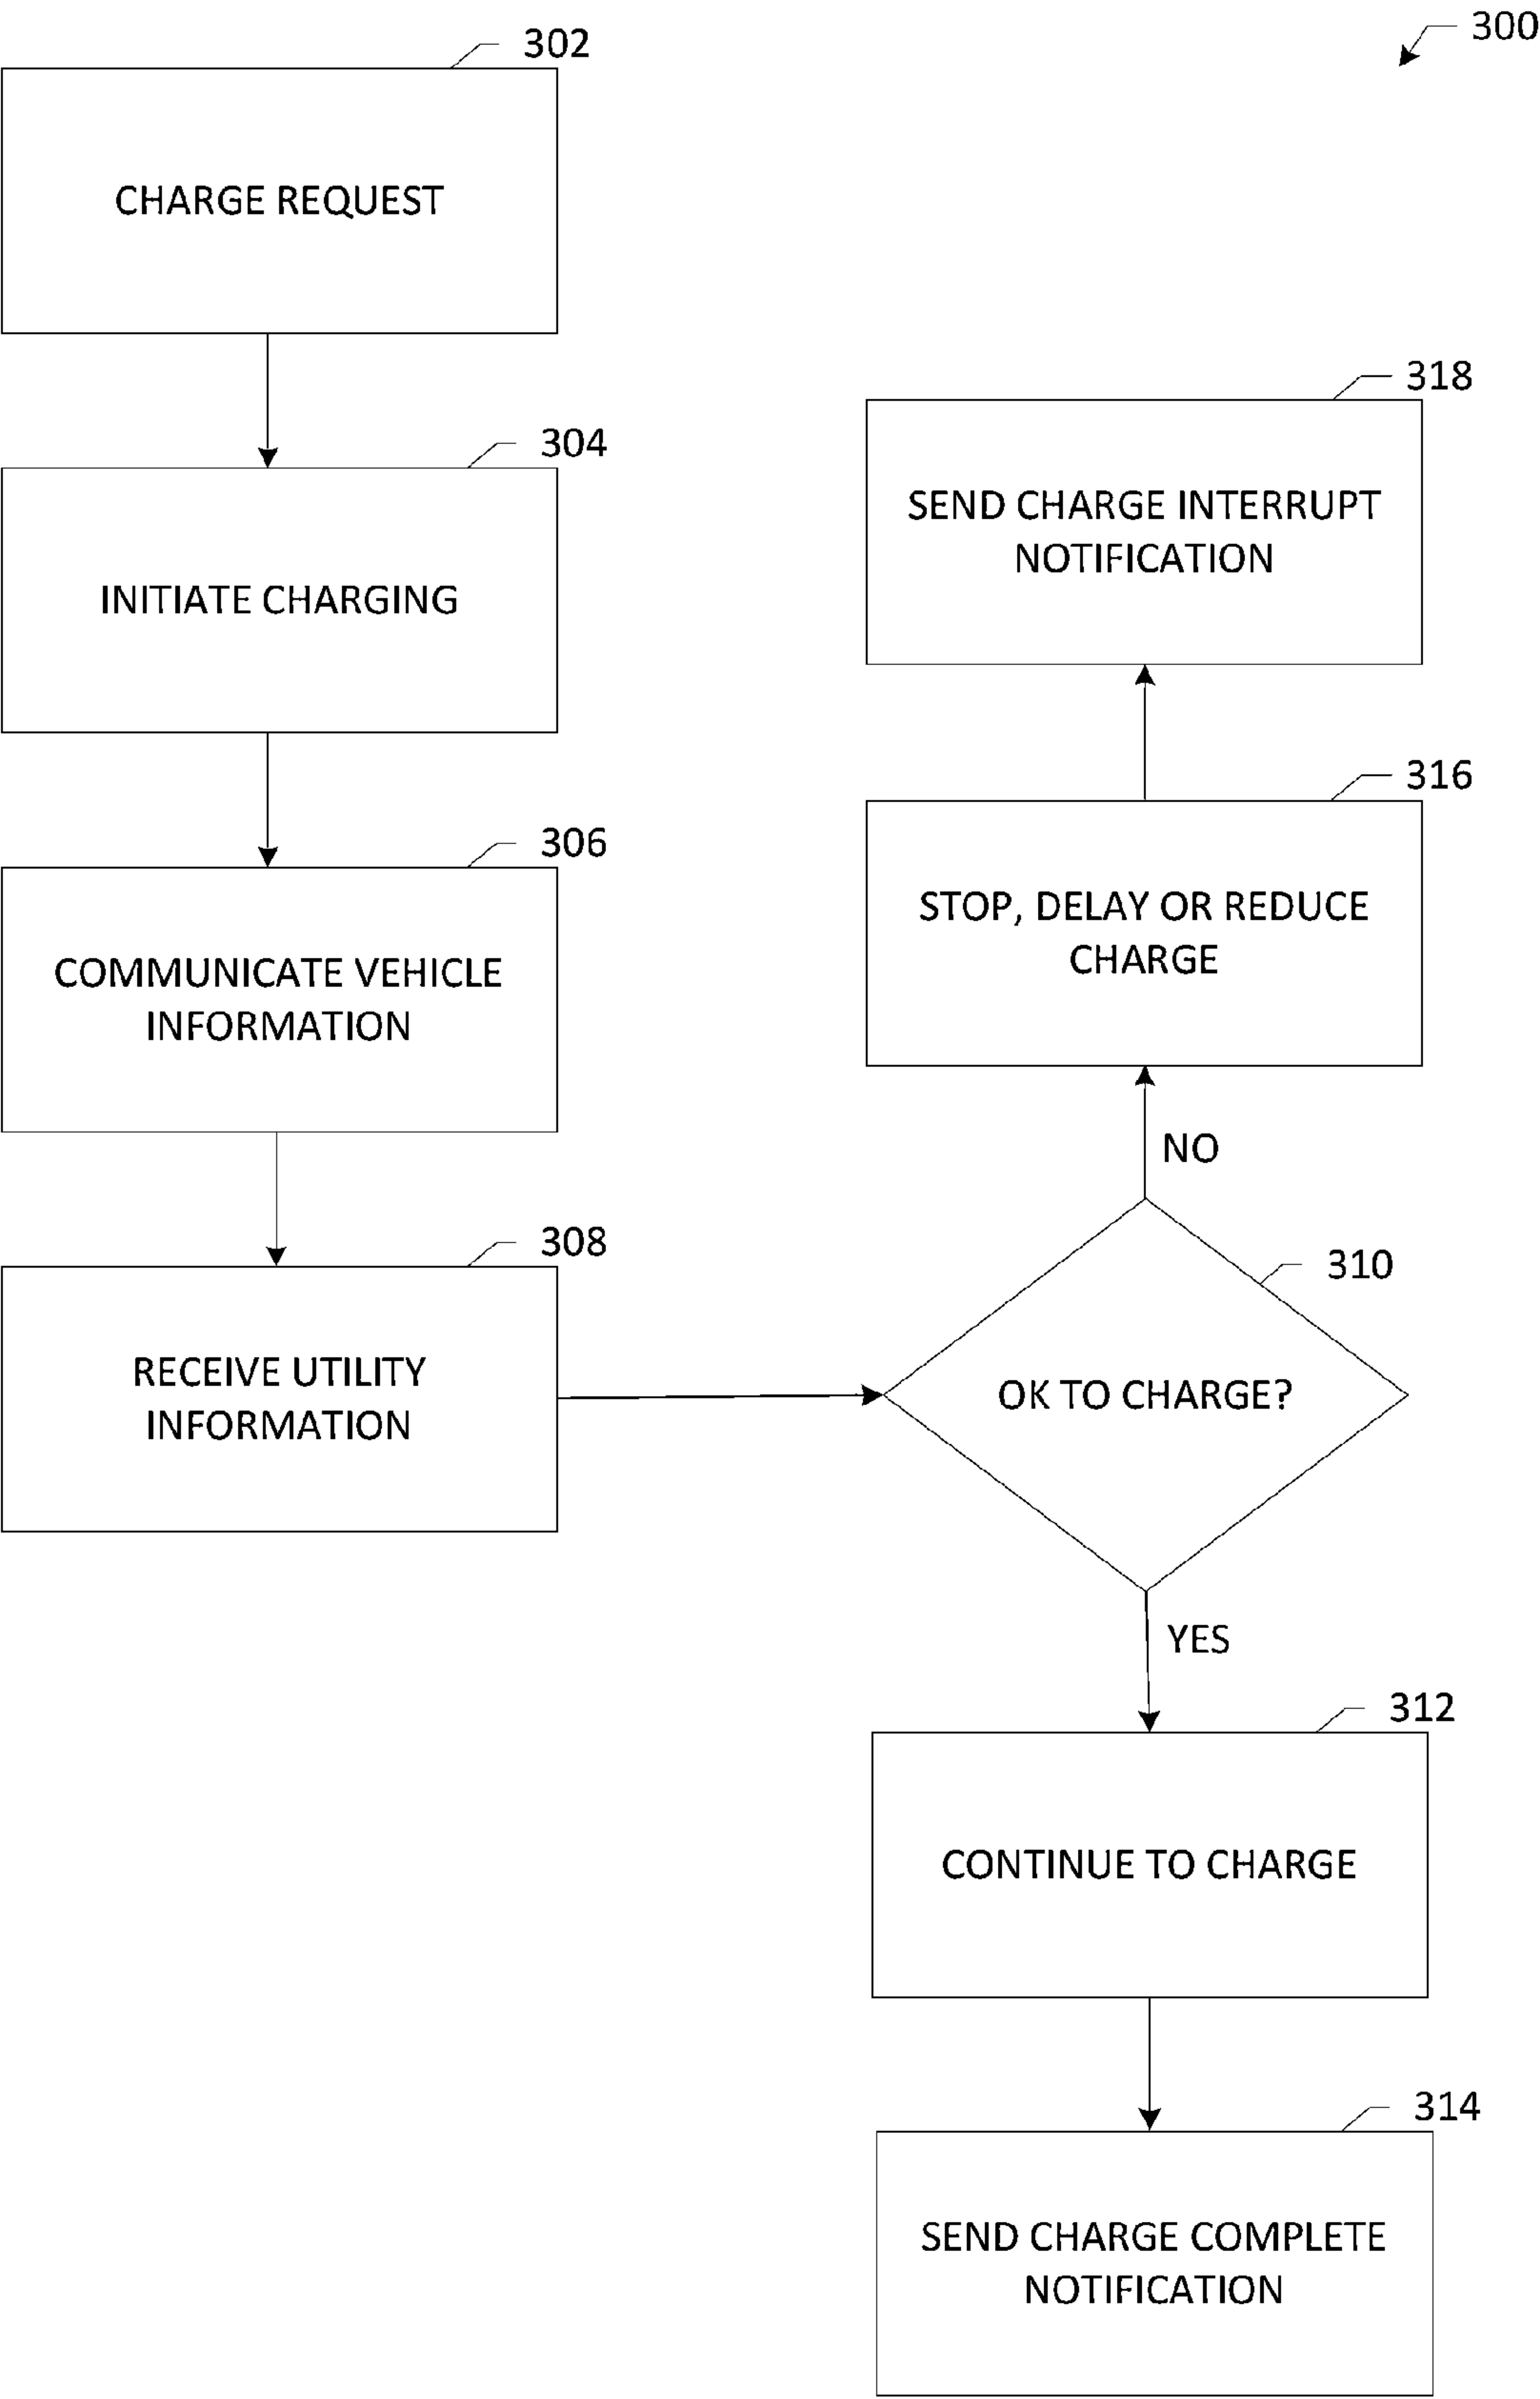 300
302
CHARGE REQUEST
304
INITIATE CHARGING
306
COMMUNICATE VEHICLE
INFORMATION
308
RECEIVE UTILITY
INFORMATION
318
SEND CHARGE INTERRUPT
NOTIFICATION
316
STOP, DELAY OR REDUCE
CHARGE
NO
310
OK TO CHARGE?
YES
312
CONTINUE TO CHARGE
314
SEND CHARGE COMPLETE
NOTIFICATION